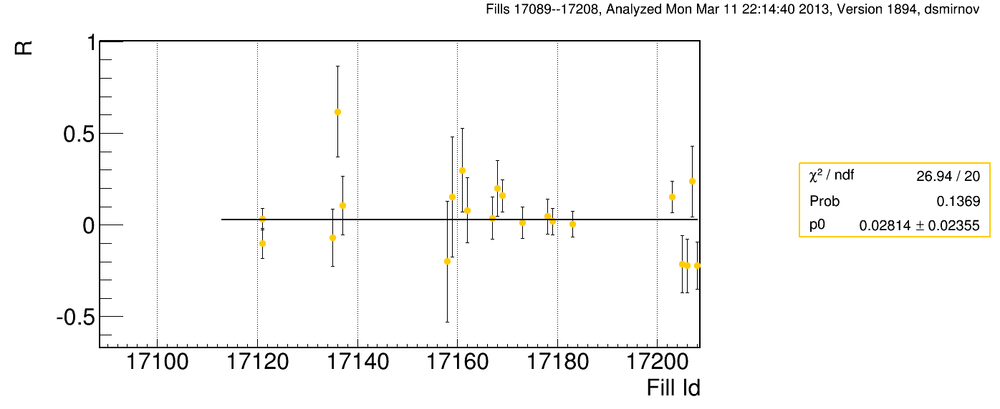 Fills 17089--17208, Analyzed Mon Mar 11 22:14:40 2013, Version 1894, dsmirnov
R
1
0.5
0
-0.5
17100 17120 17140 17160 17180 17200
Fill Id
χ² / ndf 26.94 / 20
Prob 0.1369
p0 0.02814 ± 0.02355